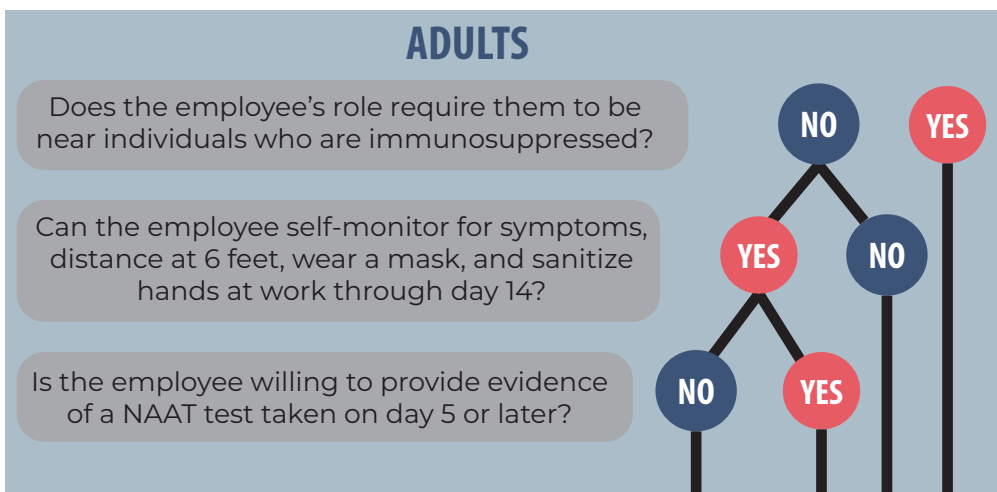 ADULTS
Does the employee’s role require them to be
near individuals who are immunosuppressed?
NO
YES
Can the employee self-monitor for symptoms,
distance at 6 feet, wear a mask, and sanitize
hands at work through day 14?
YES
NO
Is the employee willing to provide evidence
of a NAAT test taken on day 5 or later?
NO
YES